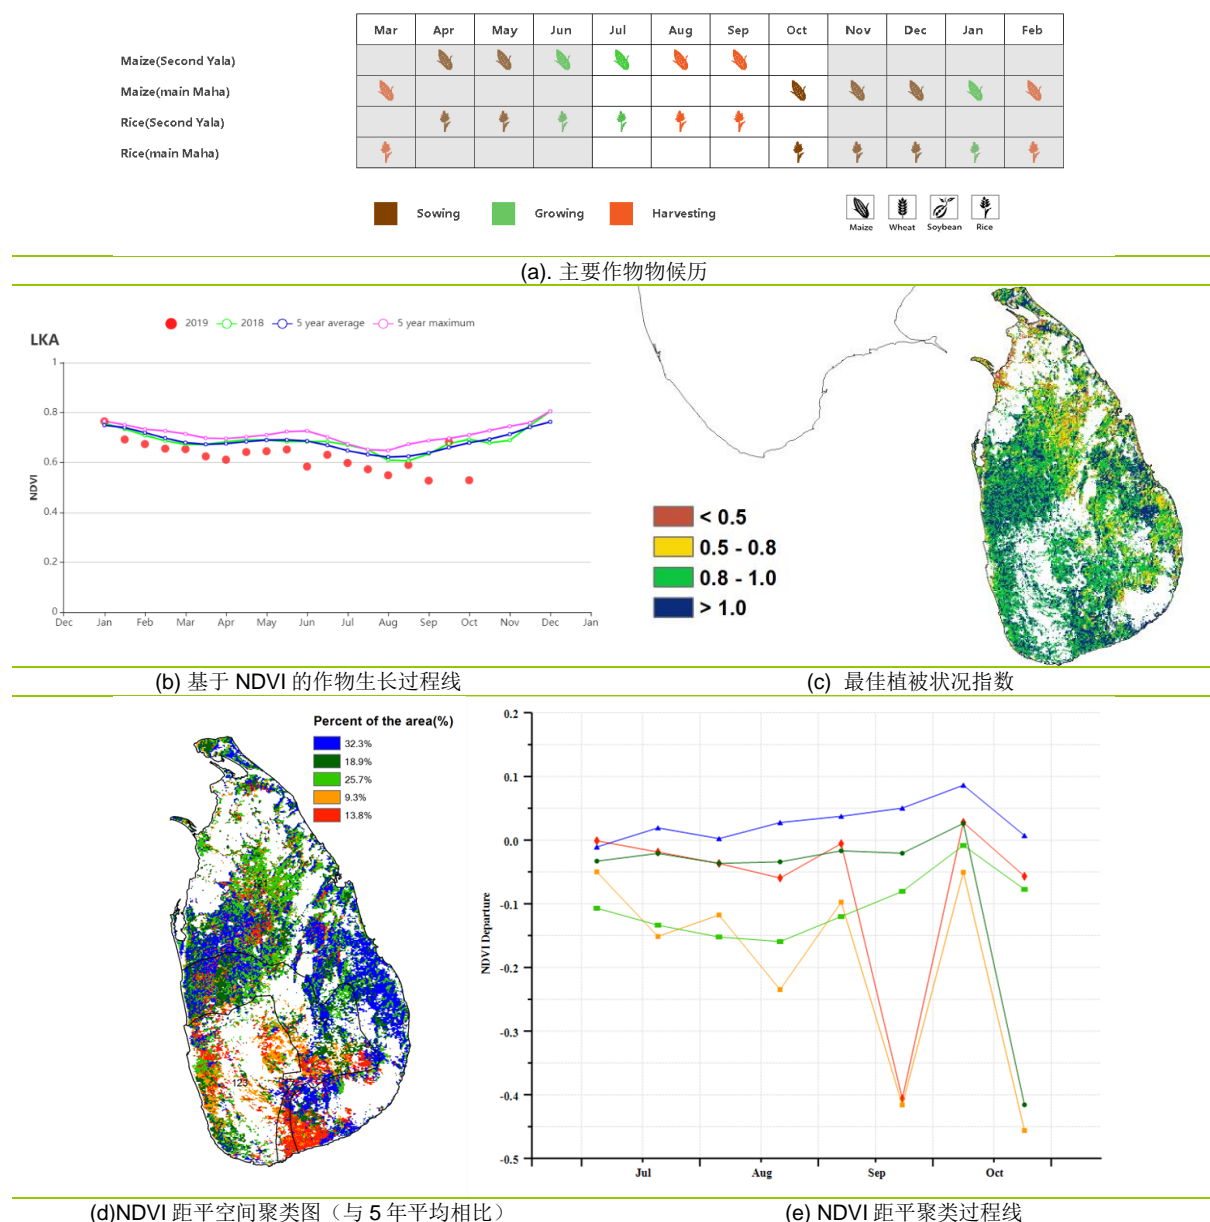 Mar Apr May Jun Jul Aug Sep Oct Nov Dec Jan Feb
Maize(Second Yala)
Maize(main Maha)
Rice(Second Yala)
Rice(main Maha)
Sowing Growing Harvesting
Maize Wheat Soybean Rice
(a). 主要作物物候历
2019 2018 5 year average 5 year maximum
LKA
1
0.8
0.6
0.4
0.2
0
NDVI
Dec Jan Feb Mar Apr May Jun Jul Aug Sep Oct Nov Dec Jan
< 0.5
0.5 - 0.8
0.8 - 1.0
> 1.0
(b) 基于 NDVI 的作物生长过程线
(c) 最佳植被状况指数
Percent of the area(%)
32.3%
18.9%
25.7%
9.3%
13.8%
123
0.2
0.1
0.0
-0.1
-0.2
-0.3
-0.4
-0.5
NDVI Departure
Jul Aug Sep Oct
(d)NDVI 距平空间聚类图（与 5 年平均相比）
(e) NDVI 距平聚类过程线